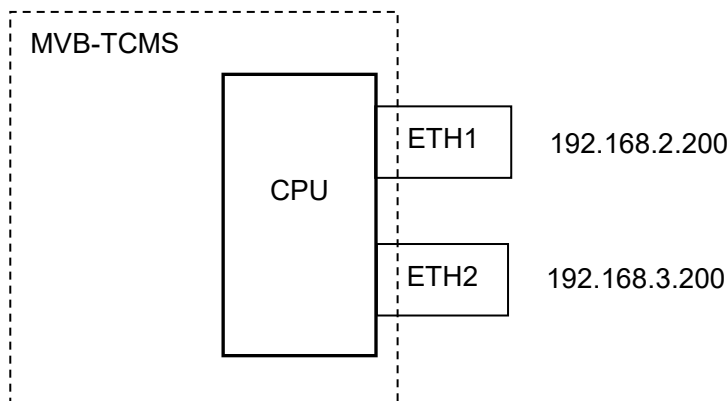 MVB-TCMS
ETH1
192.168.2.200
CPU
ETH2
192.168.3.200